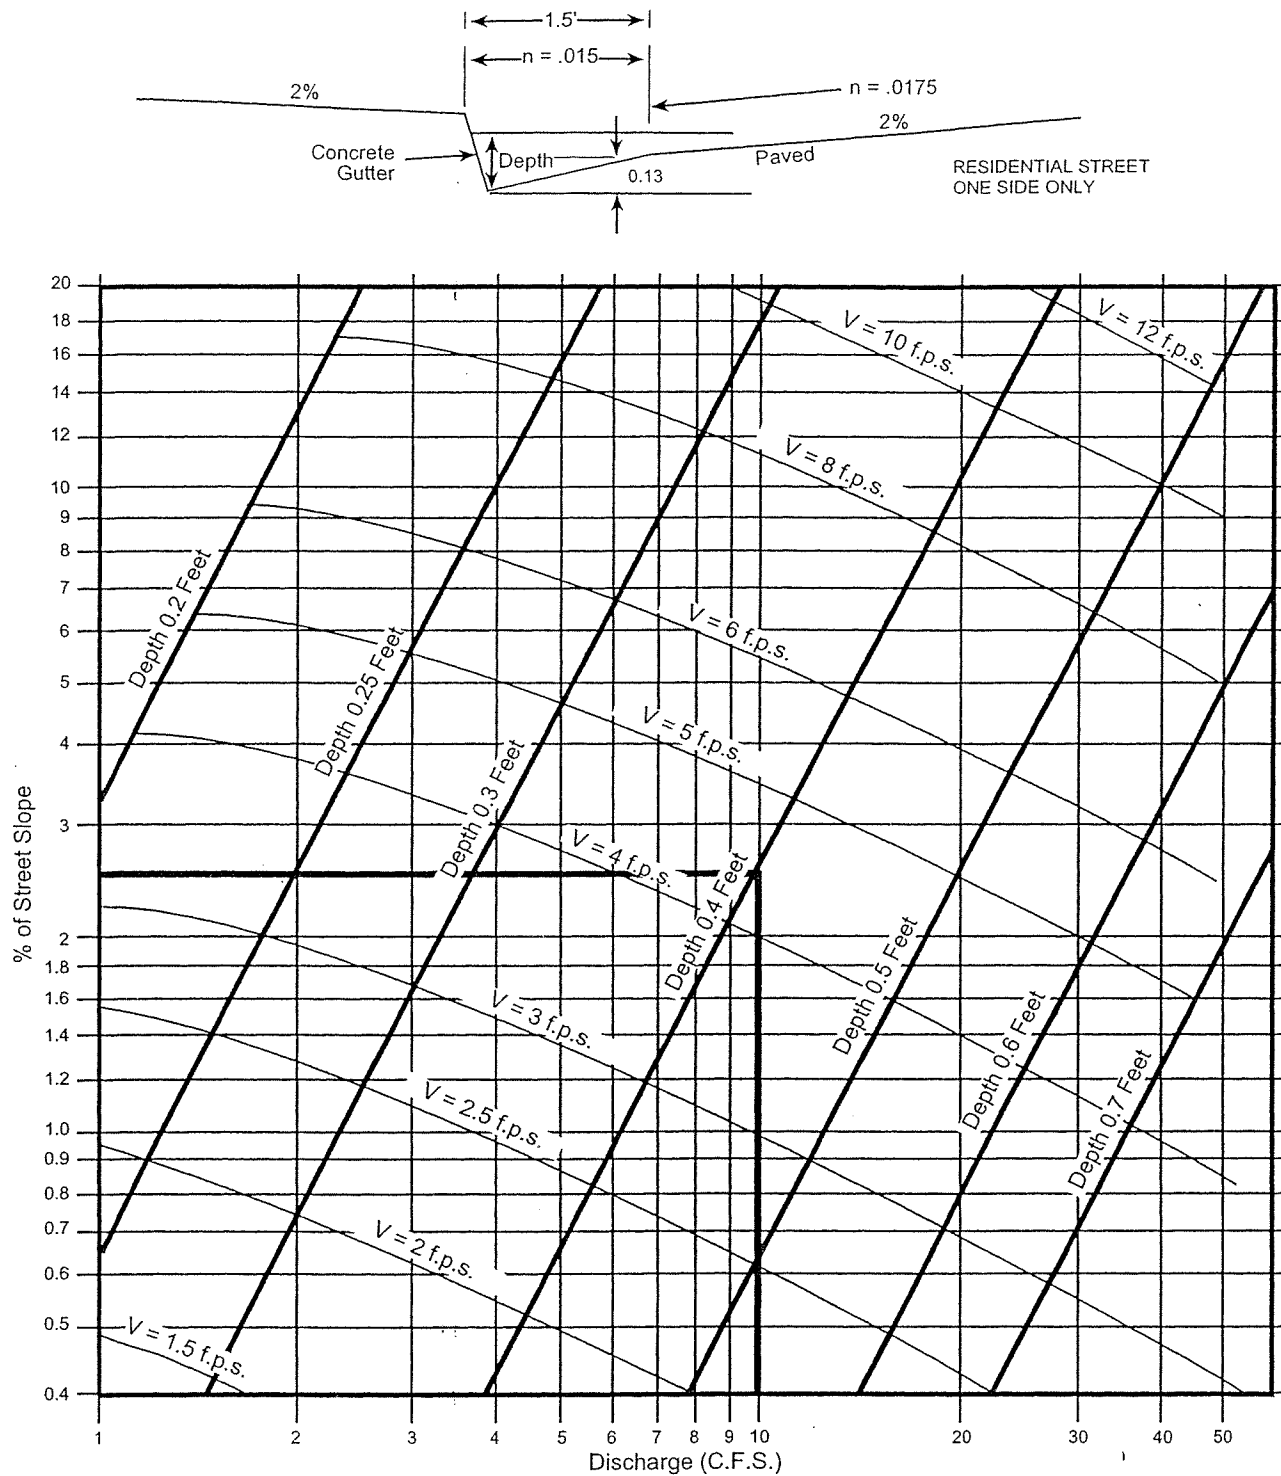 1.5'
n = .015
n = .0175
2%
2%
Concrete
Gutter
Depth
0.13
Paved
RESIDENTIAL STREET
ONE SIDE ONLY
20
18
16
14
12
10
9
8
7
6
5
4
3
2
1.8
1.6
1.4
1.2
1.0
0.9
0.8
0.7
0.6
0.5
0.4
% of Street Slope
V = 10 f.p.s.
V = 12 f.p.s.
V = 8 f.p.s.
V = 6 f.p.s.
V = 5 f.p.s.
V = 4 f.p.s.
V = 3 f.p.s.
V = 2.5 f.p.s.
V = 2 f.p.s.
V = 1.5 f.p.s.
Depth 0.2 Feet
Depth 0.25 Feet
Depth 0.3 Feet
Depth 0.4 Feet
Depth 0.5 Feet
Depth 0.6 Feet
Depth 0.7 Feet
1 2 3 4 5 6 7 8 9 10 20 30 40 50
Discharge (C.F.S.)